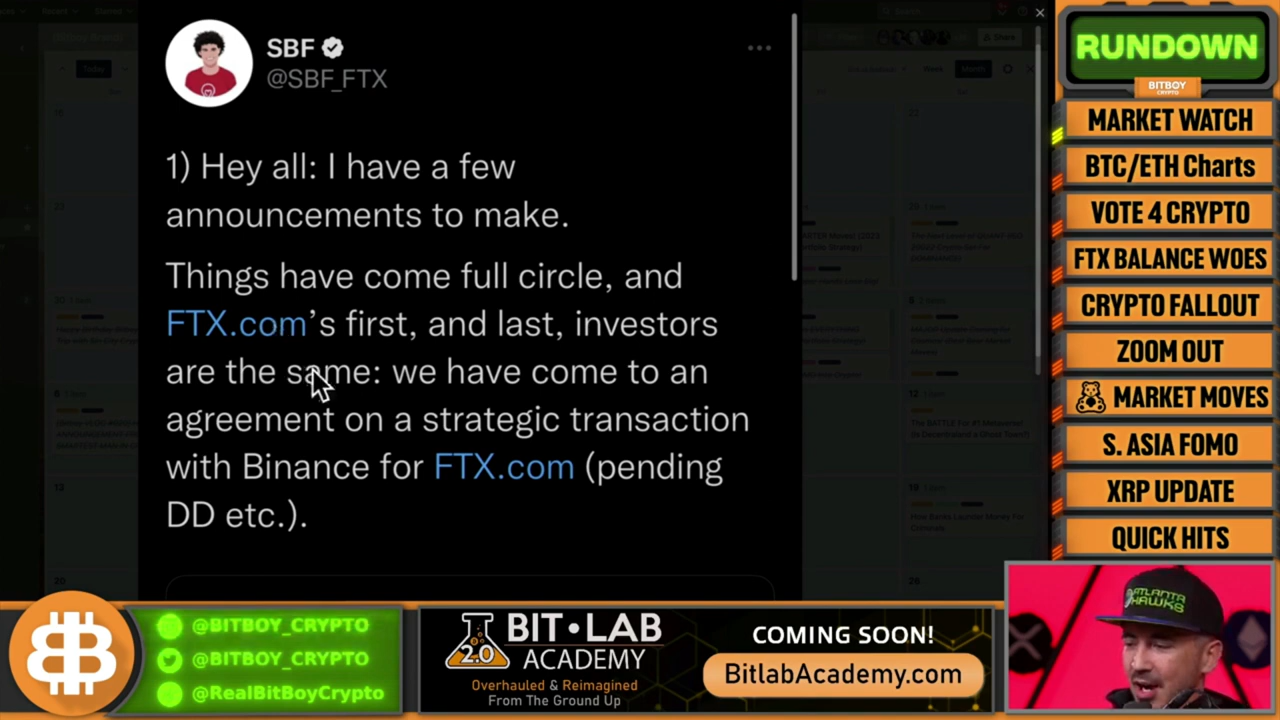 SBF
@SBF_FTX
1) Hey all: I have a few
announcements to make.
Things have come full circle, and
FTX.com's first, and last, investors
are the same: we have come to an
agreement on a strategic transaction
with Binance for FTX.com (pending
DD etc.).
RUNDOWN
BITBOY
CRYPTO
MARKET WATCH
BTC/ETH Charts
VOTE 4 CRYPTO
FTX BALANCE WOES
CRYPTO FALLOUT
ZOOM OUT
MARKET MOVES
S. ASIA FOMO
XRP UPDATE
QUICK HITS
@BITBOY_CRYPTO
@BITBOY_CRYPTO
@RealBitBoyCrypto
2.0
BIT•LAB
ACADEMY
Overhauled & Reimagined
From The Ground Up
COMING SOON!
BitlabAcademy.com
ATLANTA
HAWKS